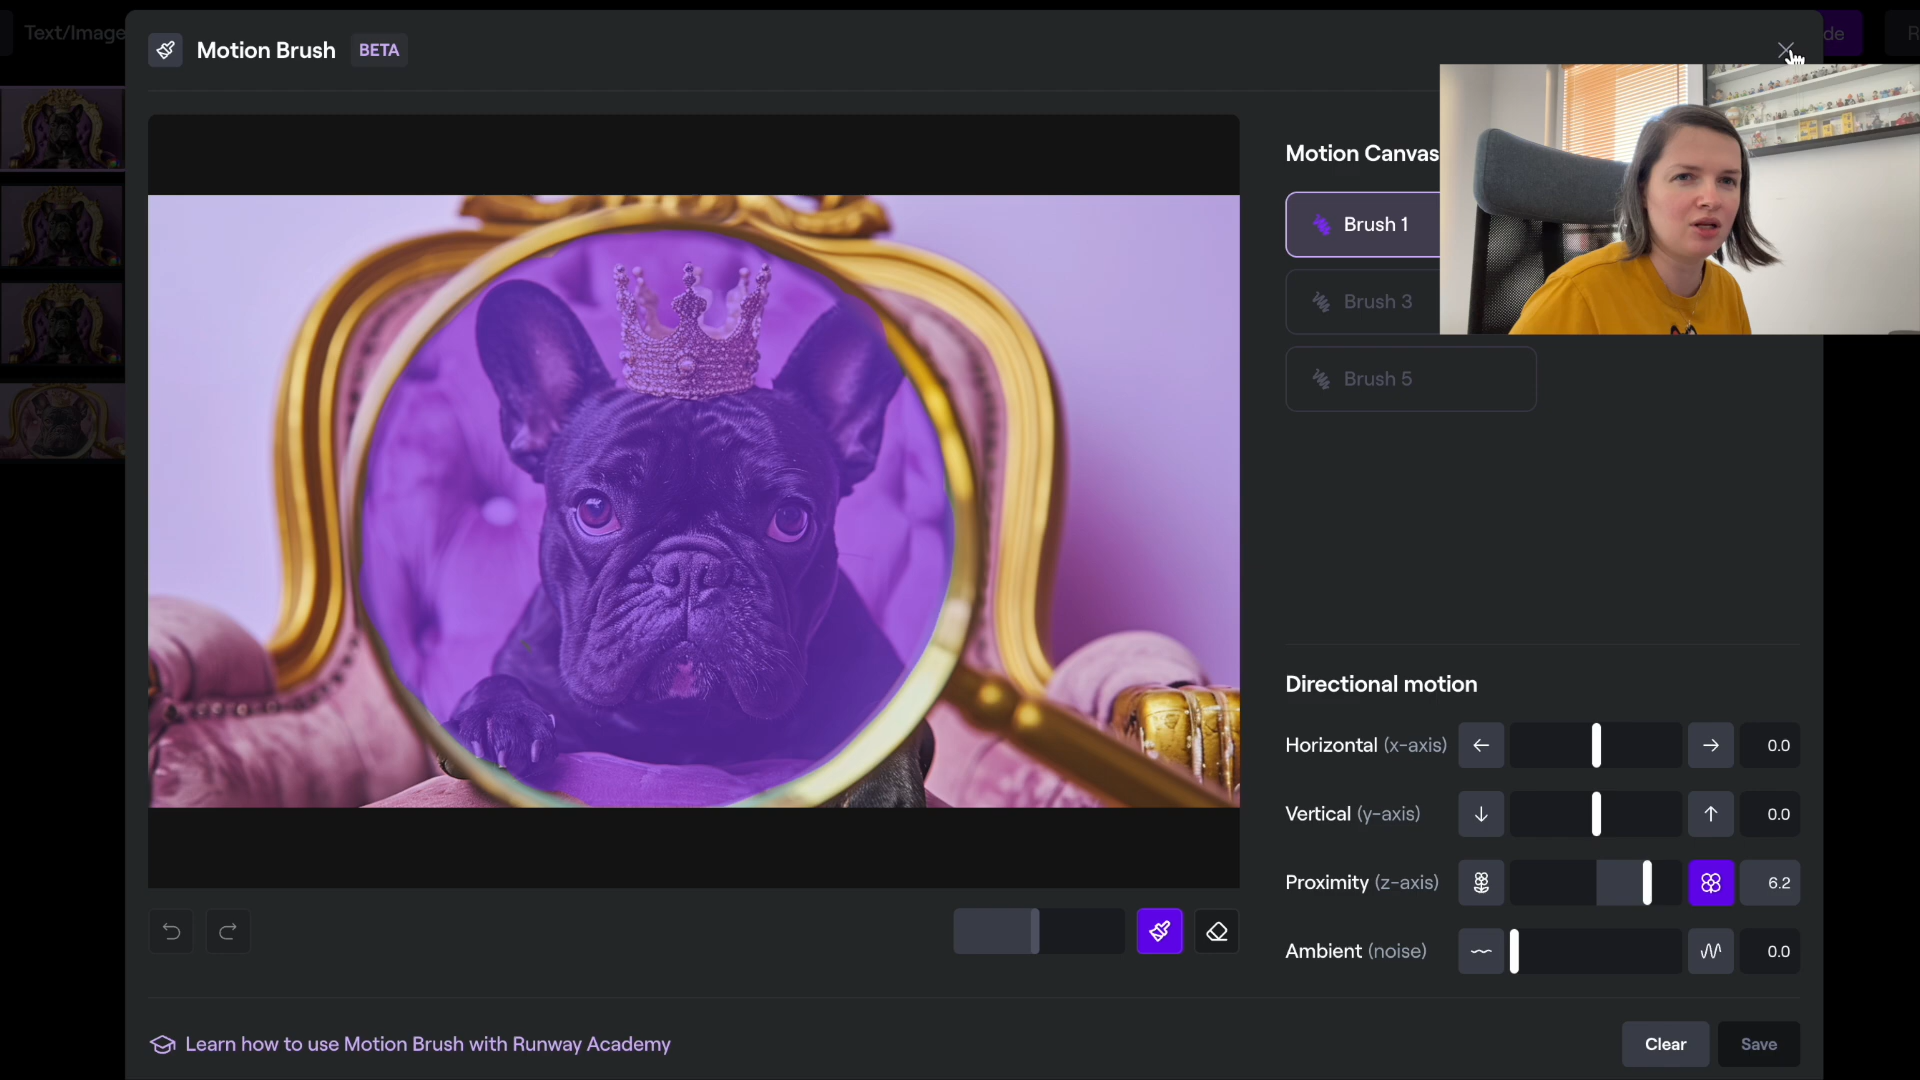 Text/Image
Motion Brush BETA
de
R
Motion Canvas
Brush 1
Brush 3
Brush 5
Directional motion
Horizontal (x-axis) 0.0
Vertical (y-axis) 0.0
Proximity (z-axis) 6.2
Ambient (noise) 0.0
Learn how to use Motion Brush with Runway Academy
Clear
Save